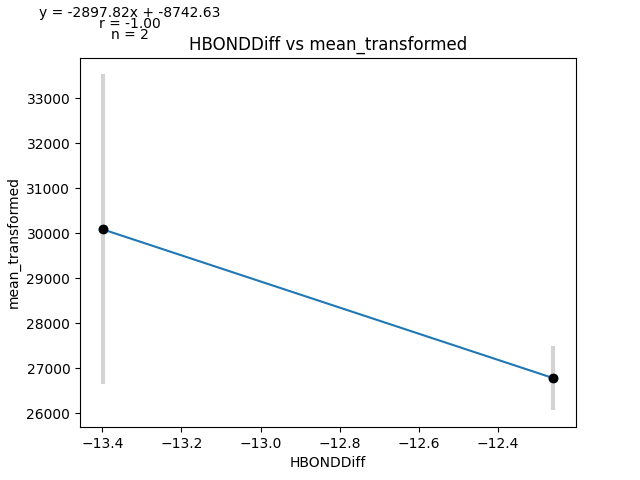 y = -2897.82x + -8742.63
r = -1.00
n = 2
HBONDDiff vs mean_transformed
33000
32000
31000
30000
29000
28000
27000
26000
mean_transformed
−13.4
−13.2
−13.0
−12.8
−12.6
−12.4
HBONDDiff